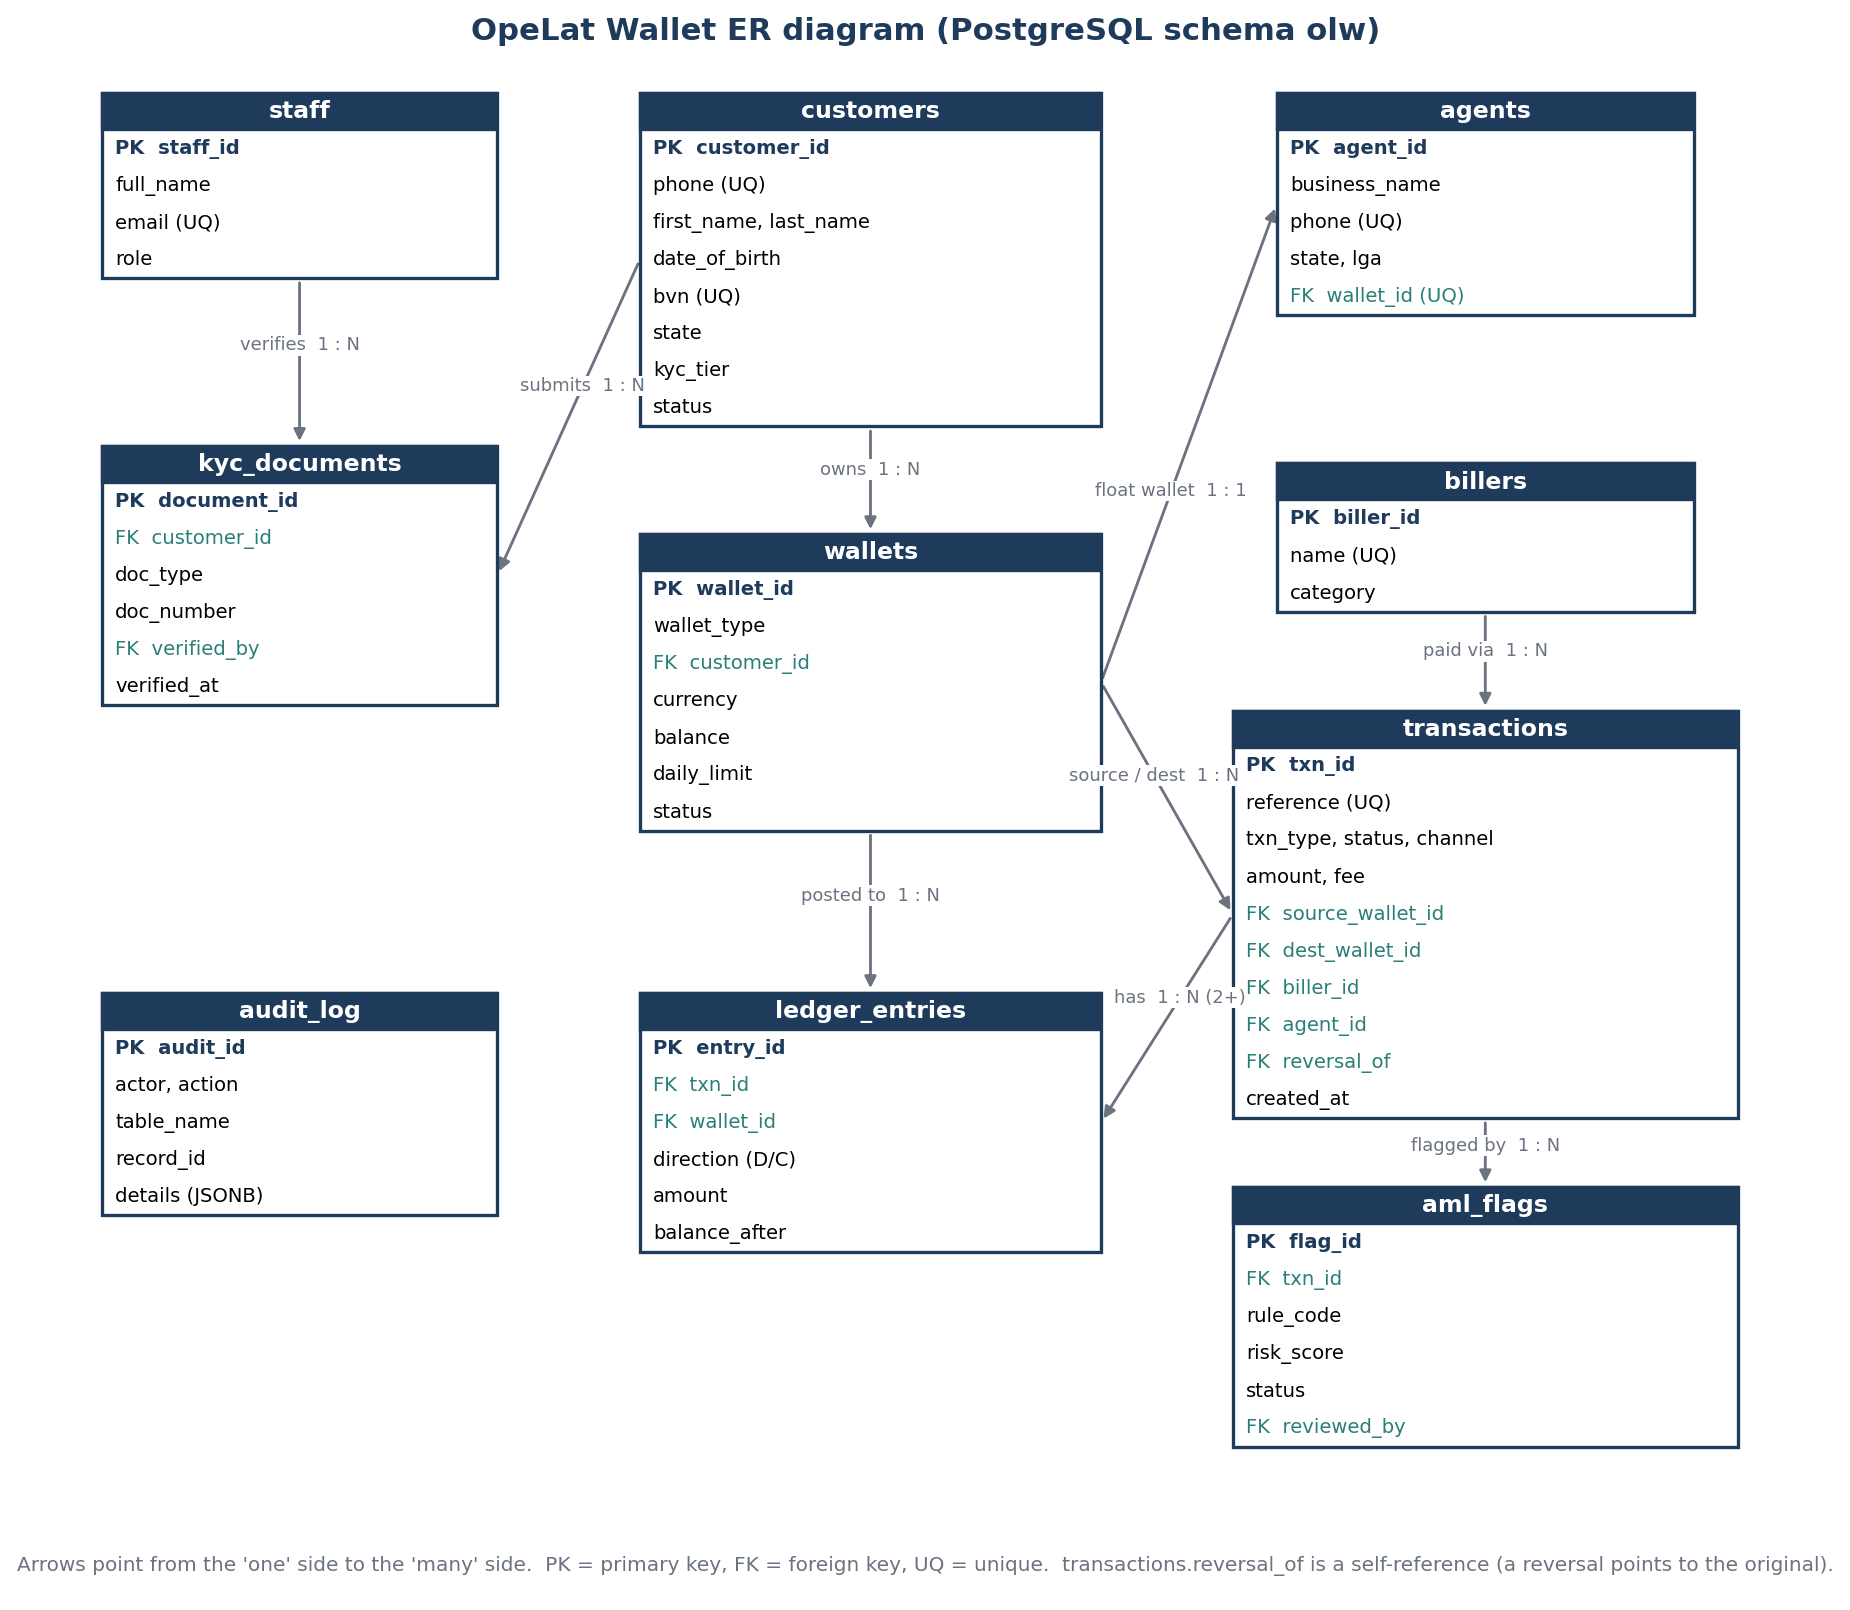 OpeLat Wallet ER diagram (PostgreSQL schema olw)
staff
PK  staff_id
full_name
email (UQ)
role
customers
PK  customer_id
phone (UQ)
first_name, last_name
date_of_birth
bvn (UQ)
state
kyc_tier
status
agents
PK  agent_id
business_name
phone (UQ)
state, lga
FK  wallet_id (UQ)
verifies  1 : N
submits  1 : N
owns  1 : N
float wallet  1 : 1
kyc_documents
PK  document_id
FK  customer_id
doc_type
doc_number
FK  verified_by
verified_at
wallets
PK  wallet_id
wallet_type
FK  customer_id
currency
balance
daily_limit
status
billers
PK  biller_id
name (UQ)
category
paid via  1 : N
source / dest  1 : N
transactions
PK  txn_id
reference (UQ)
txn_type, status, channel
amount, fee
FK  source_wallet_id
FK  dest_wallet_id
FK  biller_id
FK  agent_id
FK  reversal_of
created_at
posted to  1 : N
has  1 : N (2+)
audit_log
PK  audit_id
actor, action
table_name
record_id
details (JSONB)
ledger_entries
PK  entry_id
FK  txn_id
FK  wallet_id
direction (D/C)
amount
balance_after
flagged by  1 : N
aml_flags
PK  flag_id
FK  txn_id
rule_code
risk_score
status
FK  reviewed_by
Arrows point from the 'one' side to the 'many' side.  PK = primary key, FK = foreign key, UQ = unique.  transactions.reversal_of is a self-reference (a reversal points to the original).